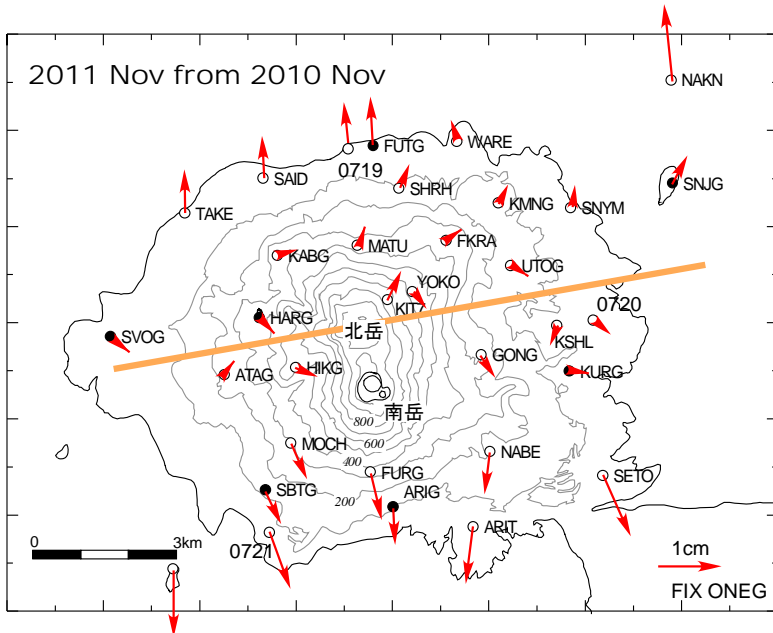 2011 Nov from 2010 Nov
NAKN
WARE
FUTG
0719
SNJG
SAID
SHRH
KMNG
SNYM
TAKE
MATU
FKRA
KABG
UTOG
YOKO
KITZ
0720
HARG
北岳
SVOG
KSHL
GONG
HIKG
KURG
ATAG
南岳
800
600
MOCH
400
NABE
FURG
SETO
SBTG
ARIG
200
ARIT
0721
0
3km
1cm
FIX ONEG